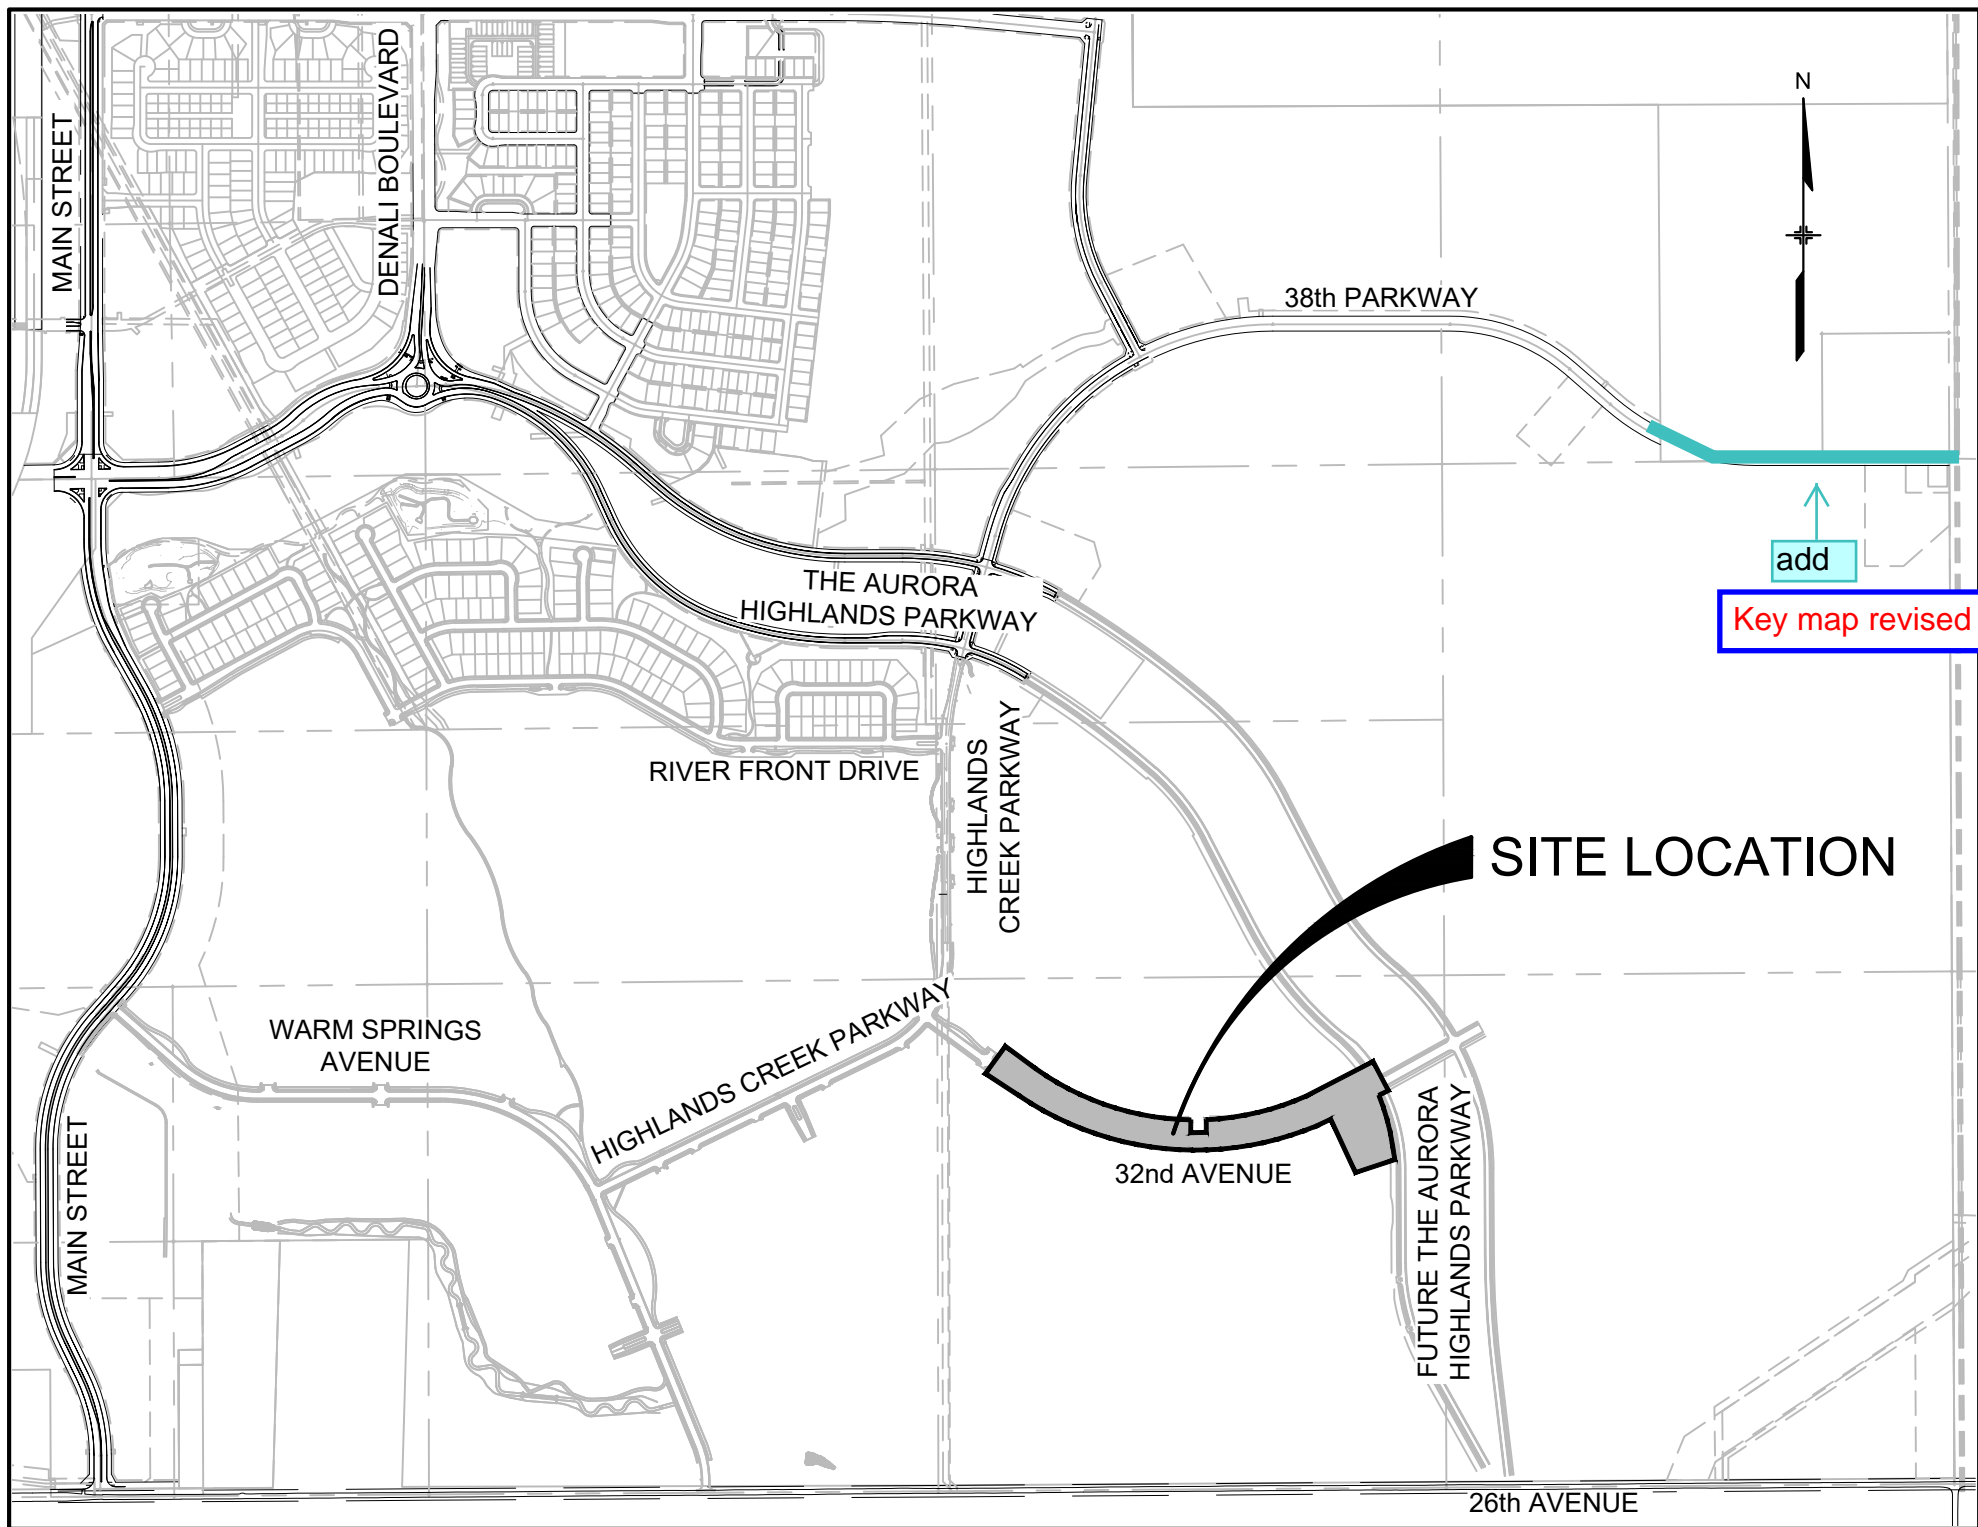 MAIN STREET
DENALI BOULEVARD
N
38th PARKWAY
add
Key map revised
THE AURORA
HIGHLANDS PARKWAY
RIVER FRONT DRIVE
HIGHLANDS
CREEK PARKWAY
SITE LOCATION
WARM SPRINGS
AVENUE
HIGHLANDS CREEK PARKWAY
32nd AVENUE
MAIN STREET
FUTURE THE AURORA
HIGHLANDS PARKWAY
26th AVENUE